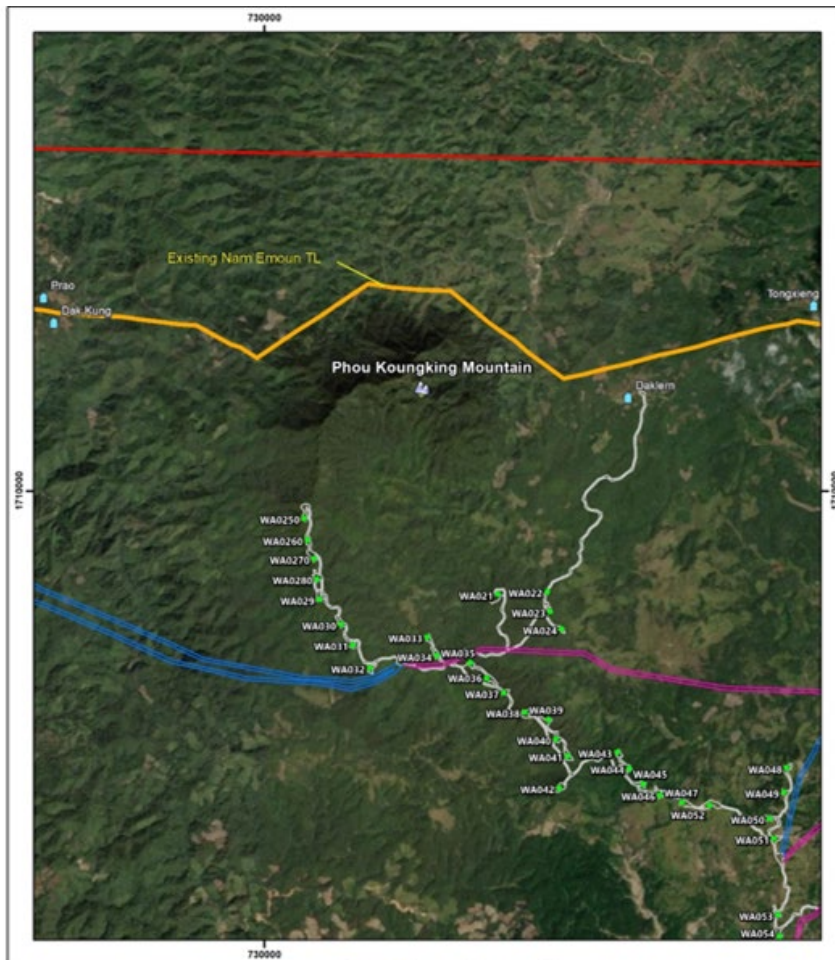 730000
Existing Nam Emoun TL
Prao
Dak Kung
Tongxieng
Phou Koungking Mountain
Daklem
1710000
1710000
WA0250
WA0260
WA0270
WA0280
WA029
WA021
WA022
WA023
WA030
WA024
WA033
WA031
WA034
WA035
WA032
WA036
WA037
WA038
WA039
WA040
WA041
WA043
WA042
WA044
WA045
WA046
WA047
WA048
WA049
WA052
WA050
WA051
WA053
WA054
730000